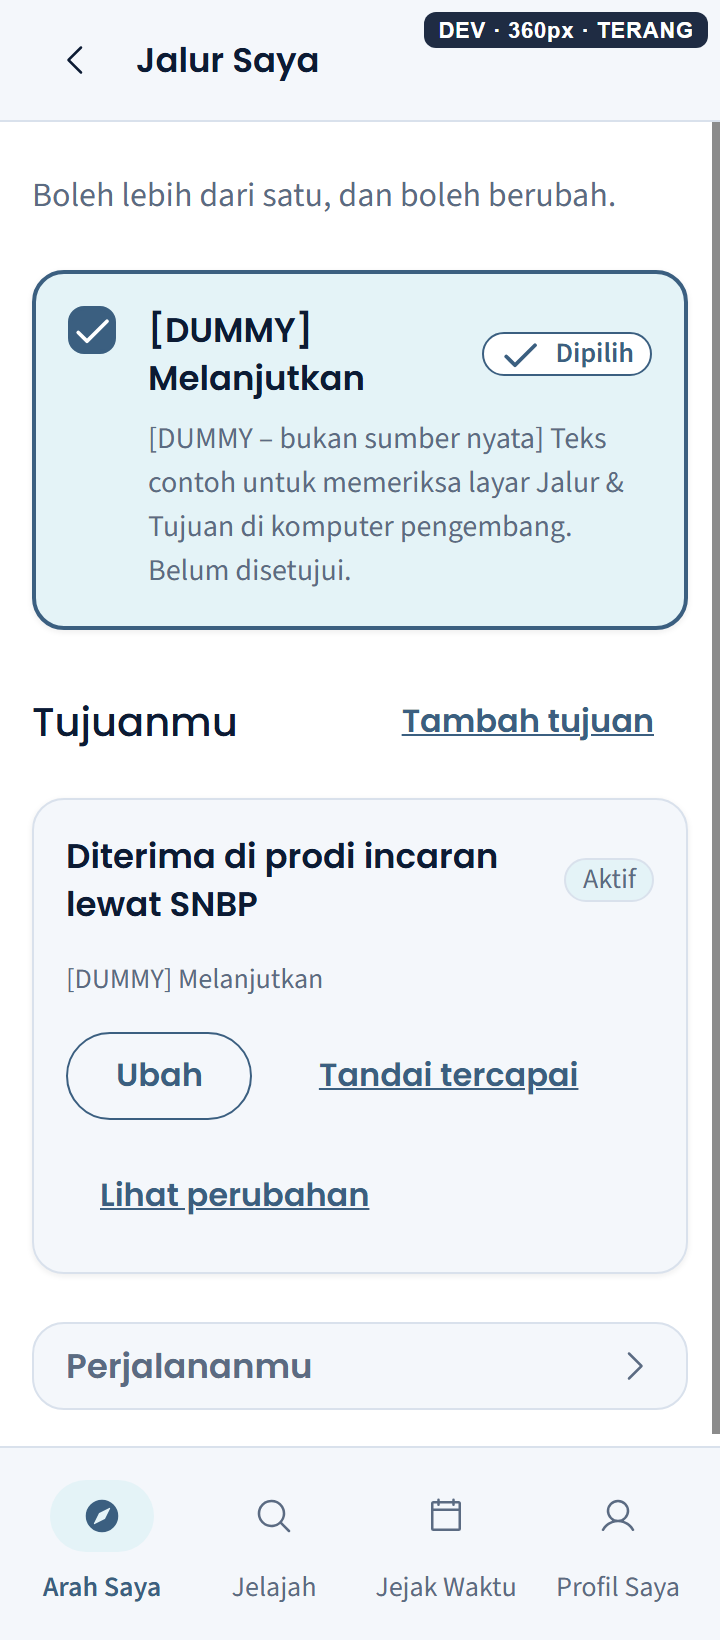 DEV · 360px · TERANG
Jalur Saya
Boleh lebih dari satu, dan boleh berubah.
[DUMMY]
Melanjutkan
Dipilih
[DUMMY – bukan sumber nyata] Teks
contoh untuk memeriksa layar Jalur &
Tujuan di komputer pengembang.
Belum disetujui.
Tujuanmu
Tambah tujuan
Diterima di prodi incaran
lewat SNBP
Aktif
[DUMMY] Melanjutkan
Ubah
Tandai tercapai
Lihat perubahan
Perjalananmu
Arah Saya
Jelajah
Jejak Waktu
Profil Saya